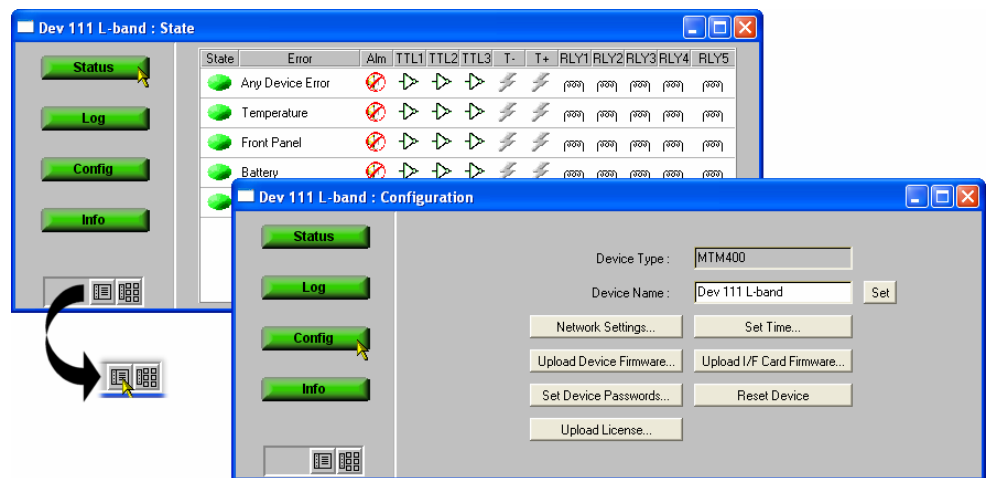 Dev 111 L-band : State
Status
Log
Config
Info
State Error Alm TTL1 TTL2 TTL3 T- T+ RLY1 RLY2 RLY3 RLY4 RLY5
Any Device Error
Temperature
Front Panel
Battery
Dev 111 L-band : Configuration
Status
Log
Config
Info
Device Type : MTM400
Device Name : Dev 111 L-band Set
Network Settings... Set Time...
Upload Device Firmware... Upload I/F Card Firmware...
Set Device Passwords... Reset Device
Upload License...